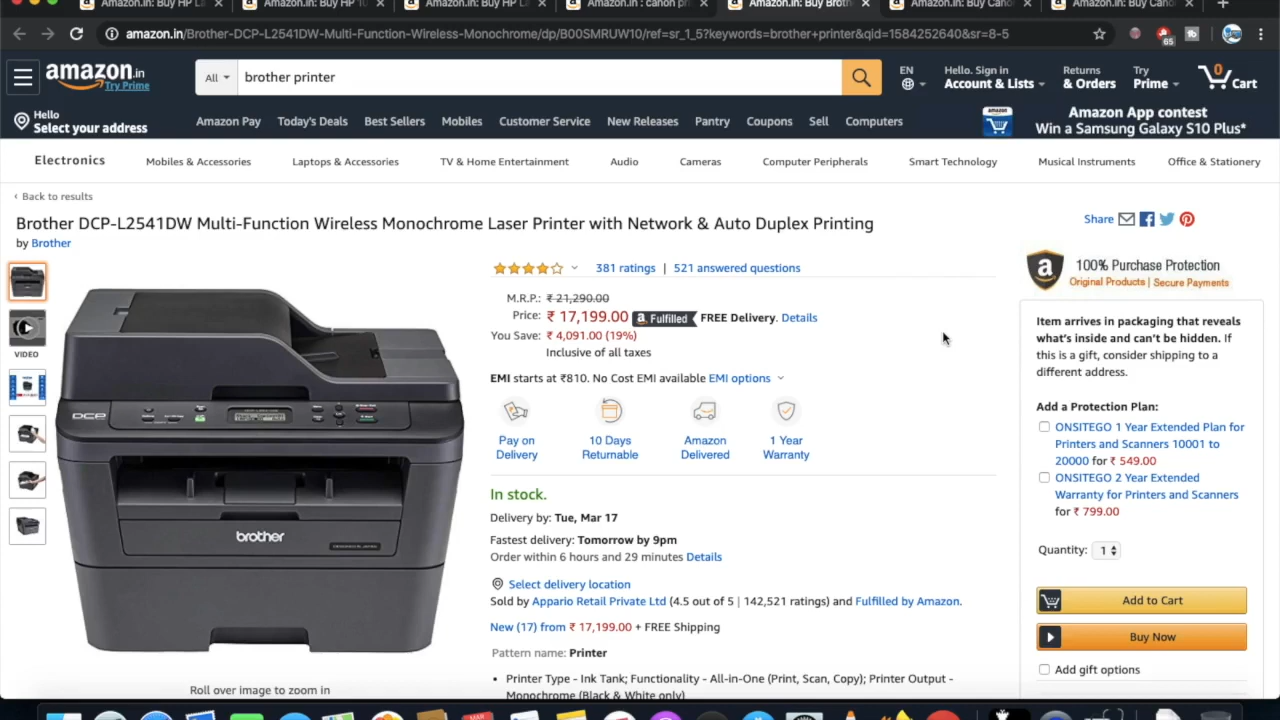 Amazon.in: Buy HP La
Amazon.in: Buy HP 10
Amazon.in: Buy HP L
Amazon.in : canon pr
Amazon.in: Buy Broth
Amazon.in: Buy Cano
Amazon.in: Buy Cano
amazon.in/Brother-DCP-L2541DW-Multi-Function-Wireless-Monochrome/dp/B00SMRUW10/ref=sr_1_5?keywords=brother+printer&qid=1584252640&sr=8-5
65
amazon.in
Try Prime
All
brother printer
EN
Hello. Sign in
Account & Lists
Returns
& Orders
Try
Prime
0
Cart
Hello
Select your address
Amazon Pay
Today's Deals
Best Sellers
Mobiles
Customer Service
New Releases
Pantry
Coupons
Sell
Computers
amazon
Amazon App contest
Win a Samsung Galaxy S10 Plus*
Electronics
Mobiles & Accessories
Laptops & Accessories
TV & Home Entertainment
Audio
Cameras
Computer Peripherals
Smart Technology
Musical Instruments
Office & Stationery
‹ Back to results
Brother DCP-L2541DW Multi-Function Wireless Monochrome Laser Printer with Network & Auto Duplex Printing
by Brother
Share
VIDEO
DCP
brother
Roll over image to zoom in
381 ratings | 521 answered questions
M.R.P.: ₹ 21,290.00
Price: ₹ 17,199.00 a Fulfilled FREE Delivery. Details
You Save: ₹ 4,091.00 (19%)
Inclusive of all taxes
EMI starts at ₹810. No Cost EMI available EMI options
Pay on
Delivery
10 Days
Returnable
Amazon
Delivered
1 Year
Warranty
In stock.
Delivery by: Tue, Mar 17
Fastest delivery: Tomorrow by 9pm
Order within 6 hours and 29 minutes Details
Select delivery location
Sold by Appario Retail Private Ltd (4.5 out of 5 | 142,521 ratings) and Fulfilled by Amazon.
New (17) from ₹ 17,199.00 + FREE Shipping
Pattern name: Printer
• Printer Type - Ink Tank; Functionality - All-in-One (Print, Scan, Copy); Printer Output -
Monochrome (Black & White only)
a
100% Purchase Protection
Original Products | Secure Payments
Item arrives in packaging that reveals
what's inside and can't be hidden. If
this is a gift, consider shipping to a
different address.
Add a Protection Plan:
ONSITEGO 1 Year Extended Plan for
Printers and Scanners 10001 to
20000 for ₹ 549.00
ONSITEGO 2 Year Extended
Warranty for Printers and Scanners
for ₹ 799.00
Quantity: 1
Add to Cart
Buy Now
Add gift options
MAR